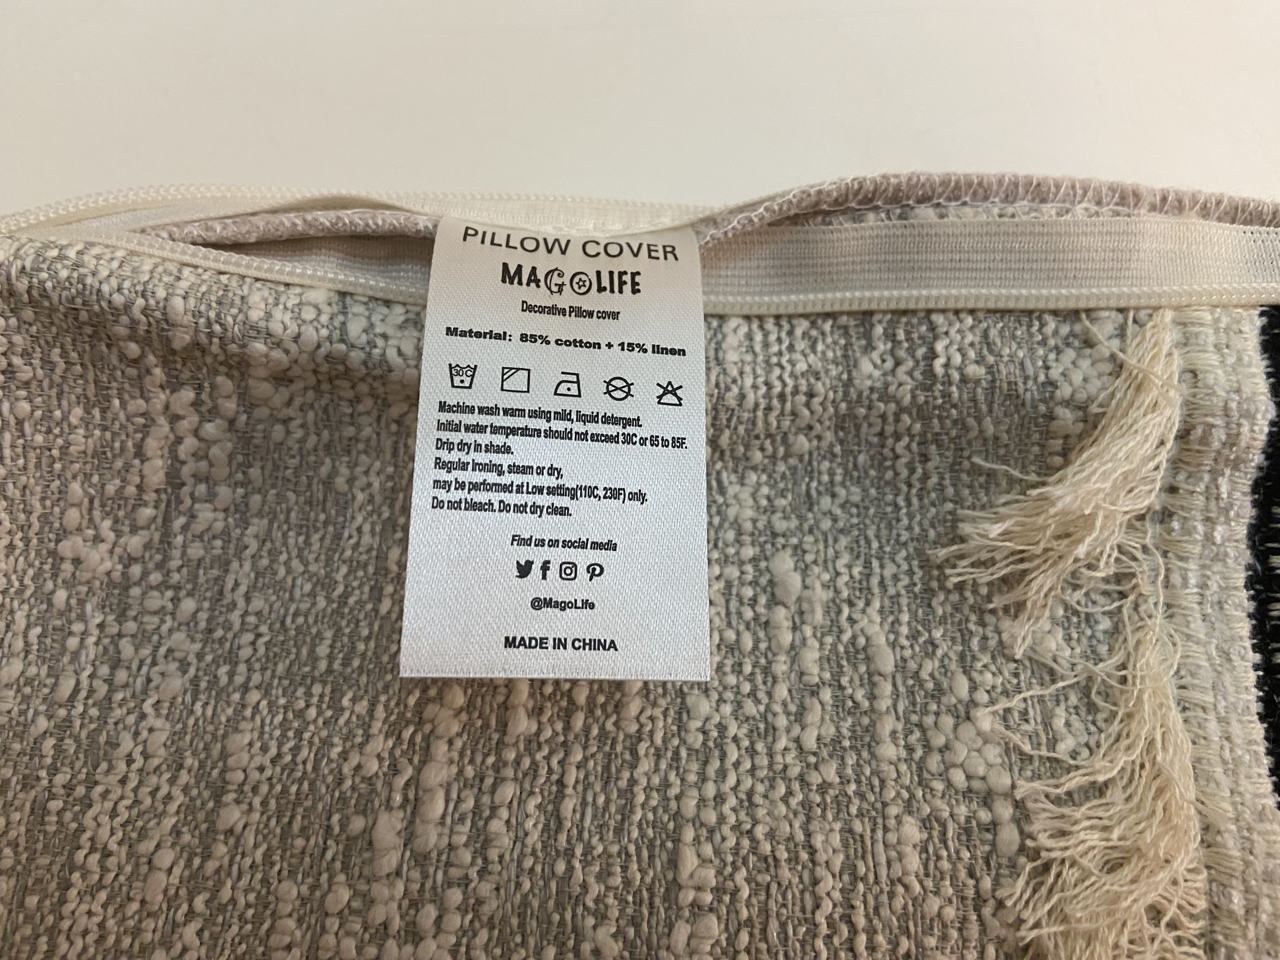 PILLOW COVER
MAGOLIFE
Decorative Pillow cover
Material: 85% cotton + 15% linen
30C
Machine wash warm using mild, liquid detergent.
Initial water temperature should not exceed 30C or 65 to 85F.
Drip dry in shade.
Regular Ironing, steam or dry,
may be performed at Low setting(110C, 230F) only.
Do not bleach. Do not dry clean.
Find us on social media
@MagoLife
MADE IN CHINA